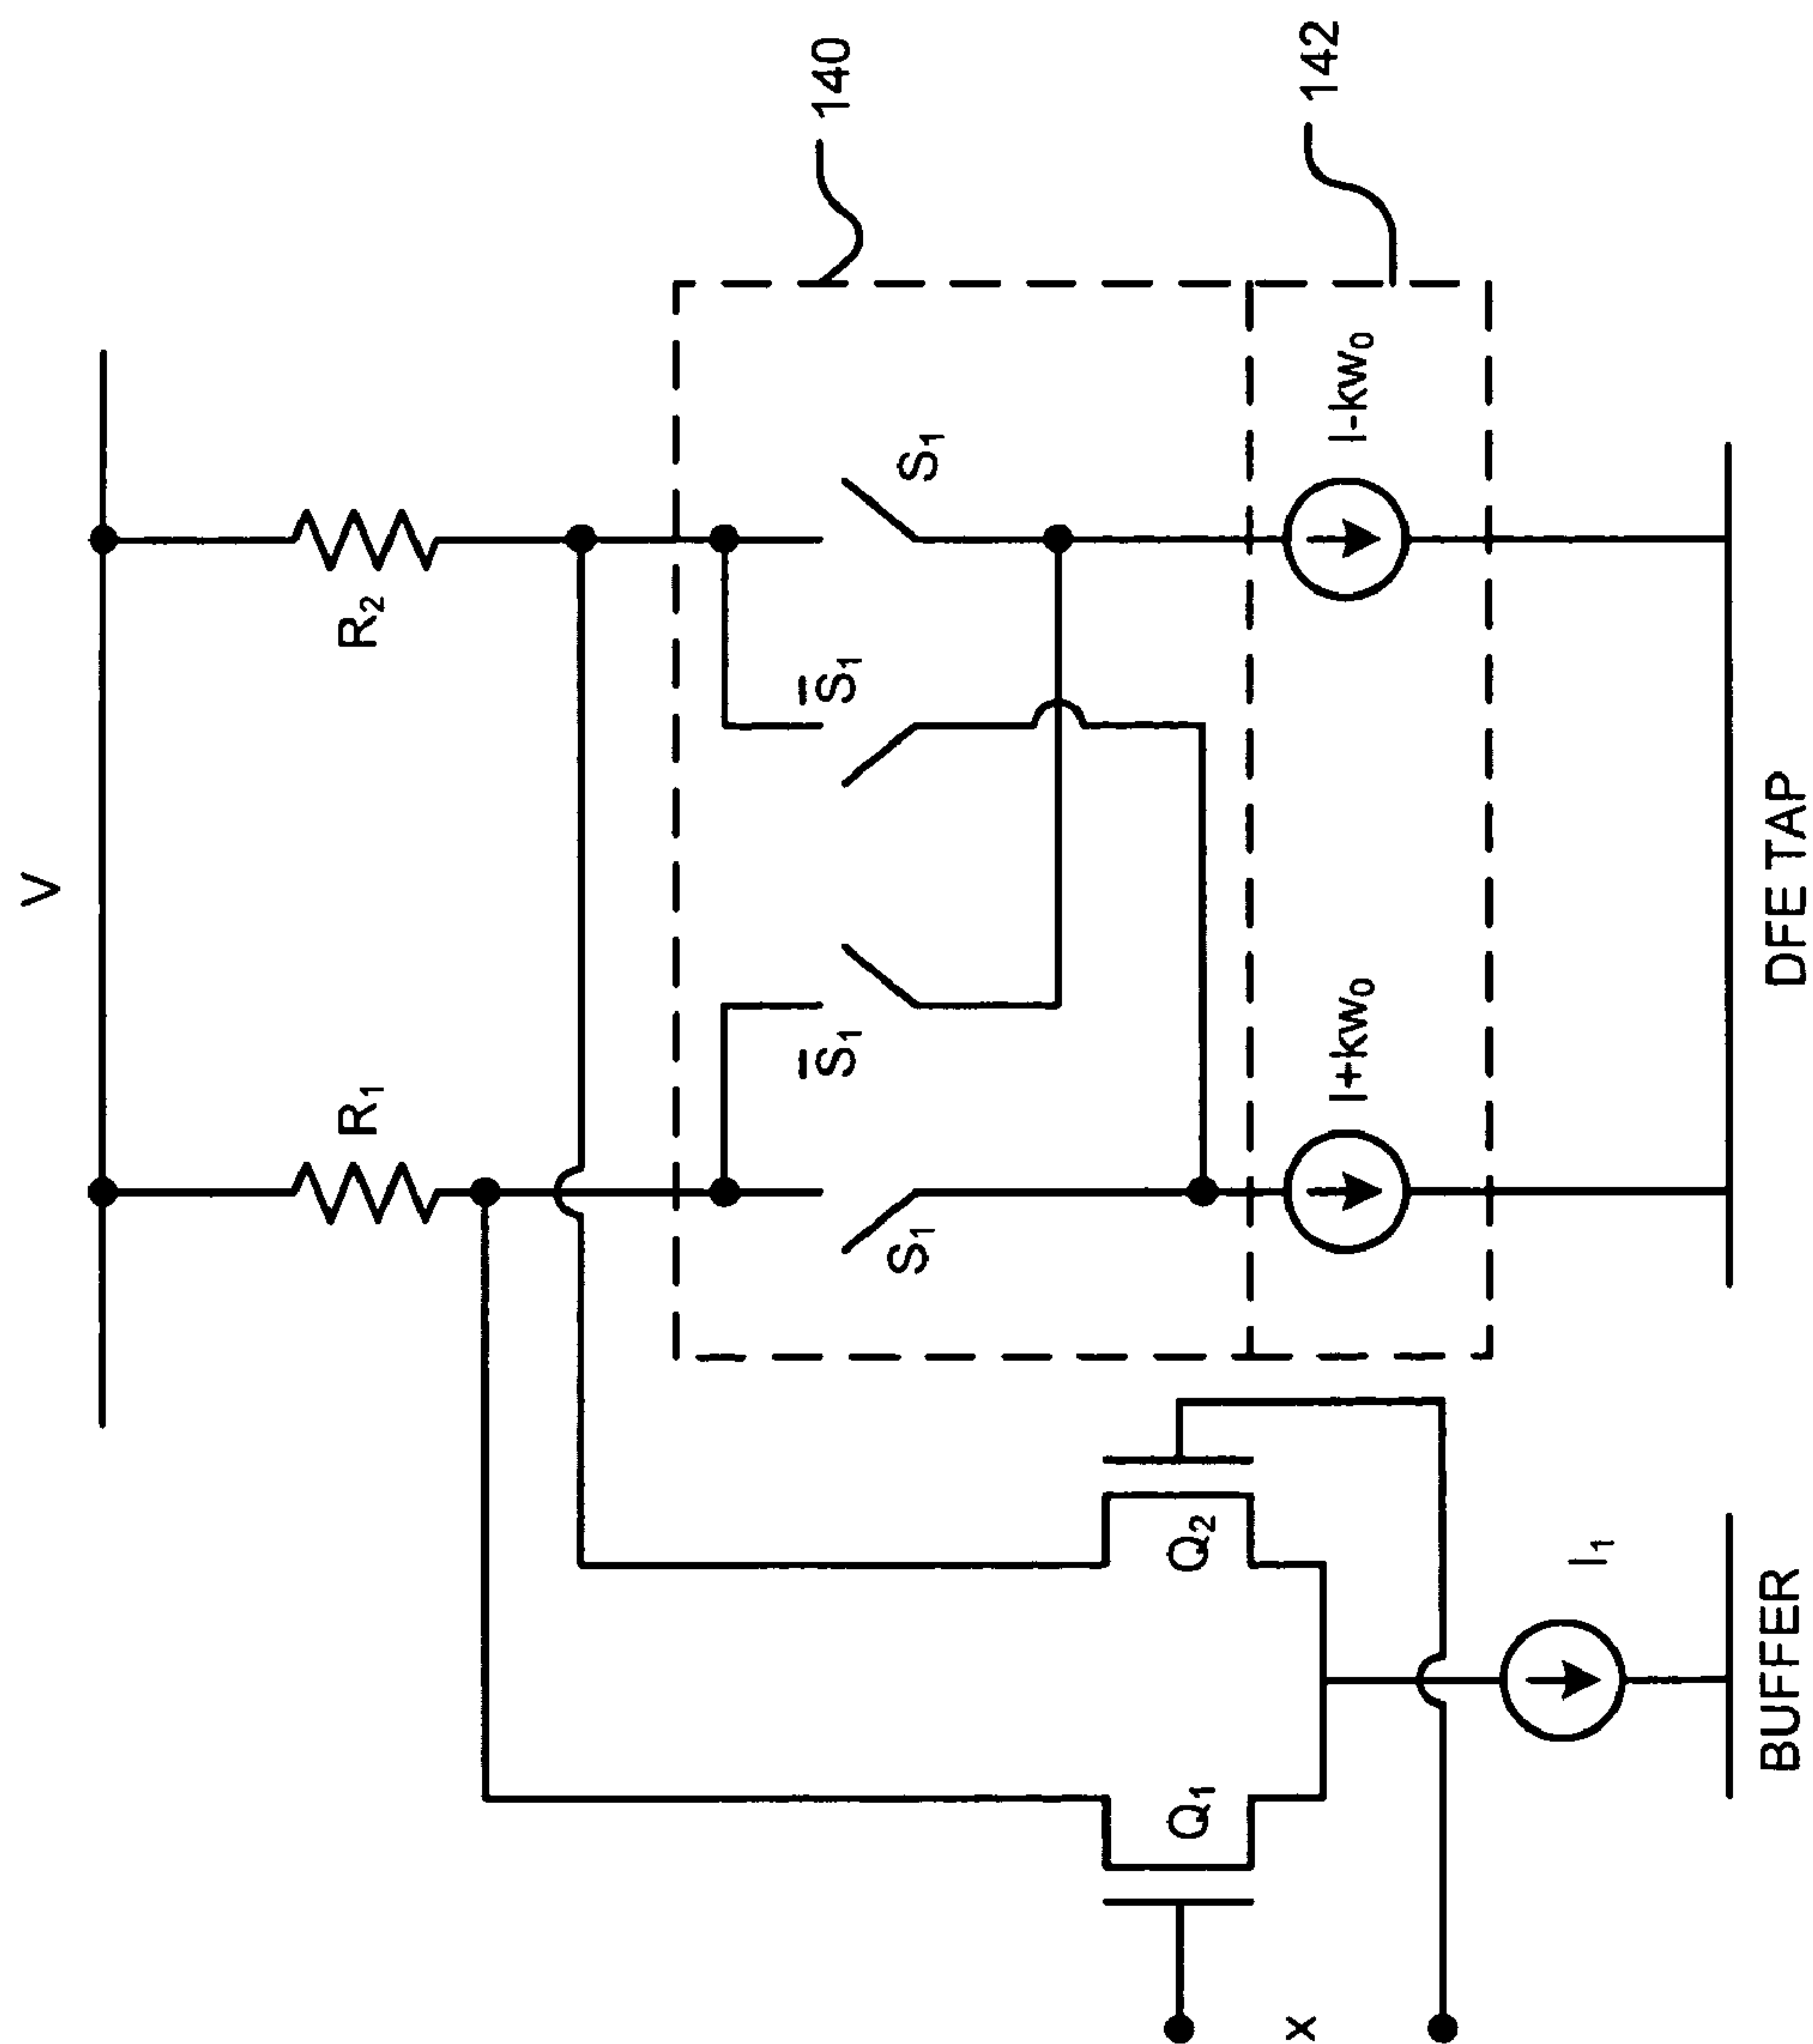 V
R₁
R₂
140
S₁
S̅₁
S̅₁
S₁
142
I+kW₀
I-kW₀
Q₁
Q₂
x
I₁
BUFFER
DFE TAP